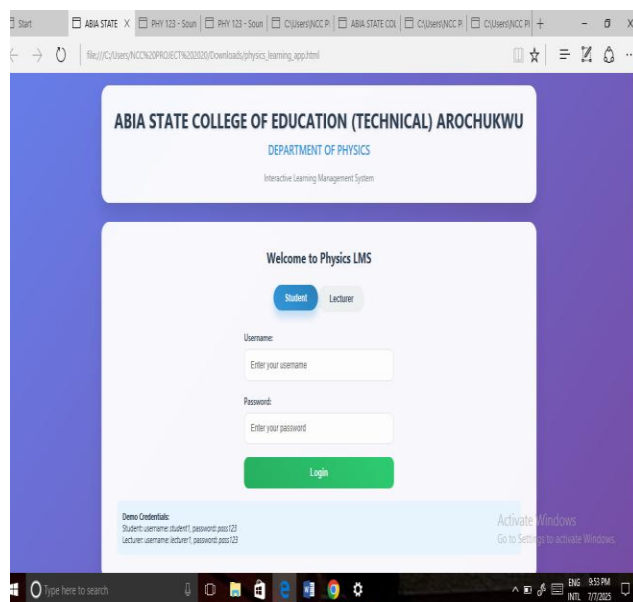 Start
ABIA STATE
PHY 123 - Soun
PHY 123 - Soun
C:\Users\NCC P
ABIA STATE COL
C:\Users\NCC P
C:\Users\NCC P
file:///C:/Users/NCC%20PROJECT%202020/Downloads/physics_learning_app.html
ABIA STATE COLLEGE OF EDUCATION (TECHNICAL) AROCHUKWU
DEPARTMENT OF PHYSICS
Interactive Learning Management System
Welcome to Physics LMS
Student Lecturer
Username:
Enter your username
Password:
Enter your password
Login
Demo Credentials:
Student: username: student1, password: pass123
Lecturer: username: lecturer1, password: pass123
Activate Windows
Go to Settings to activate Windows.
Type here to search
ENG 9:53 PM
INTL 7/7/2025